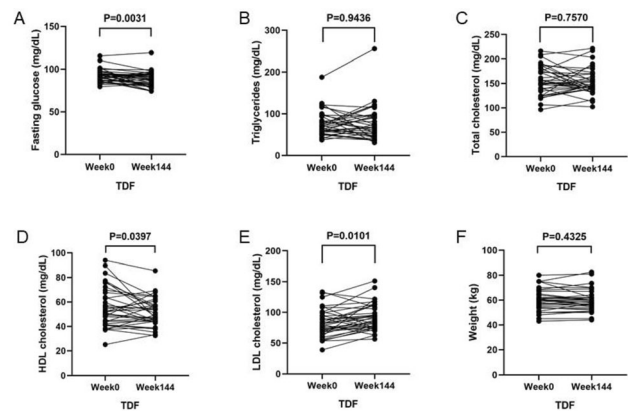 A
P=0.0031
Fasting glucose (mg/dL)
150
100
50
0
Week0 Week144
TDF
B
P=0.9436
Triglycerides (mg/dL)
300
200
100
0
Week0 Week144
TDF
C
P=0.7570
Total cholesterol (mg/dL)
250
200
150
100
50
0
Week0 Week144
TDF
D
P=0.0397
HDL cholesterol (mg/dL)
100
80
60
40
20
0
Week0 Week144
TDF
E
P=0.0101
LDL cholesterol (mg/dL)
200
150
100
50
0
Week0 Week144
TDF
F
P=0.4325
Weight (kg)
100
80
60
40
20
0
Week0 Week144
TDF